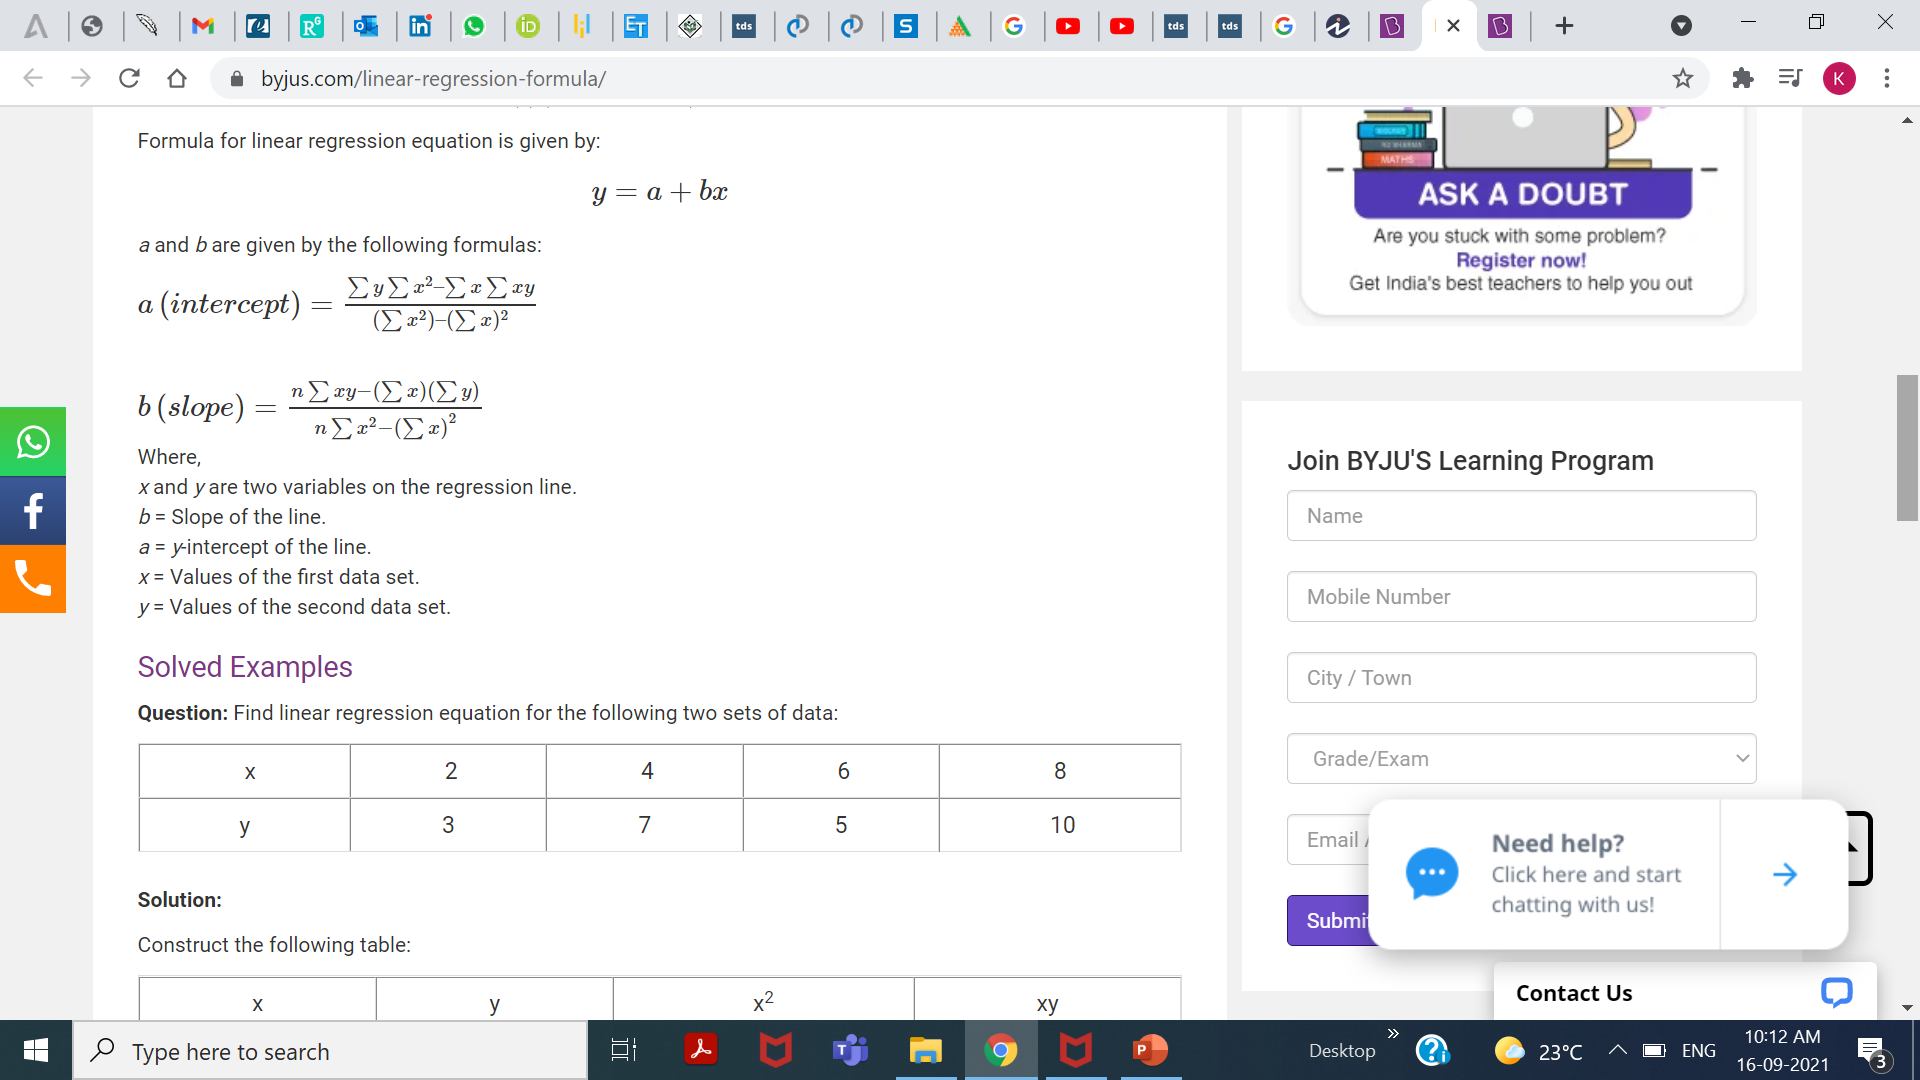 tds
tds
tds
byjus.com/linear-regression-formula/
K
Formula for linear regression equation is given by:
y = a + bx
a and b are given by the following formulas:
a (intercept) = ∑y∑x²–∑x∑xy / (∑x²)–(∑x)²
b (slope) = n∑xy−(∑x)(∑y) / n∑x²−(∑x)²
Where,
x and y are two variables on the regression line.
b = Slope of the line.
a = y-intercept of the line.
x = Values of the first data set.
y = Values of the second data set.
Solved Examples
Question: Find linear regression equation for the following two sets of data:
x 2 4 6 8
y 3 7 5 10
Solution:
Construct the following table:
x y x² xy
MATHS
ASK A DOUBT
Are you stuck with some problem?
Register now!
Get India's best teachers to help you out
Join BYJU'S Learning Program
Name
Mobile Number
City / Town
Grade/Exam
Email
Submit
Need help?
Click here and start
chatting with us!
Contact Us
Type here to search
Desktop
23°C
ENG
10:12 AM
16-09-2021
3